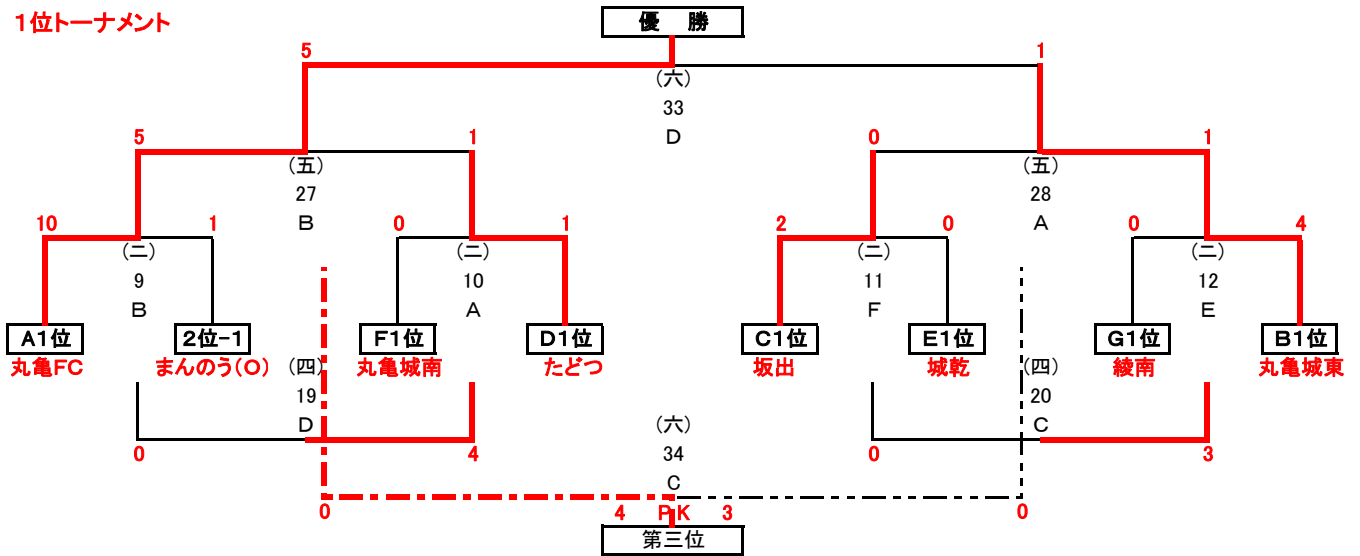 1位トーナメント
優　勝
5 1
(六)
33
D
5 1 0 1
(五) (五)
27 28
B A
10 1 0 1 2 0 0 4
(二) (二) (二) (二)
9 10 11 12
B A F E
A1位 2位-1 F1位 D1位 C1位 E1位 G1位 B1位
丸亀FC まんのう(O) (四) 丸亀城南 たどつ 坂出 城乾 (四) 綾南 丸亀城東
19 20
D (六) C
0 4 34 0 3
C
0 4 PK 3 0
第三位